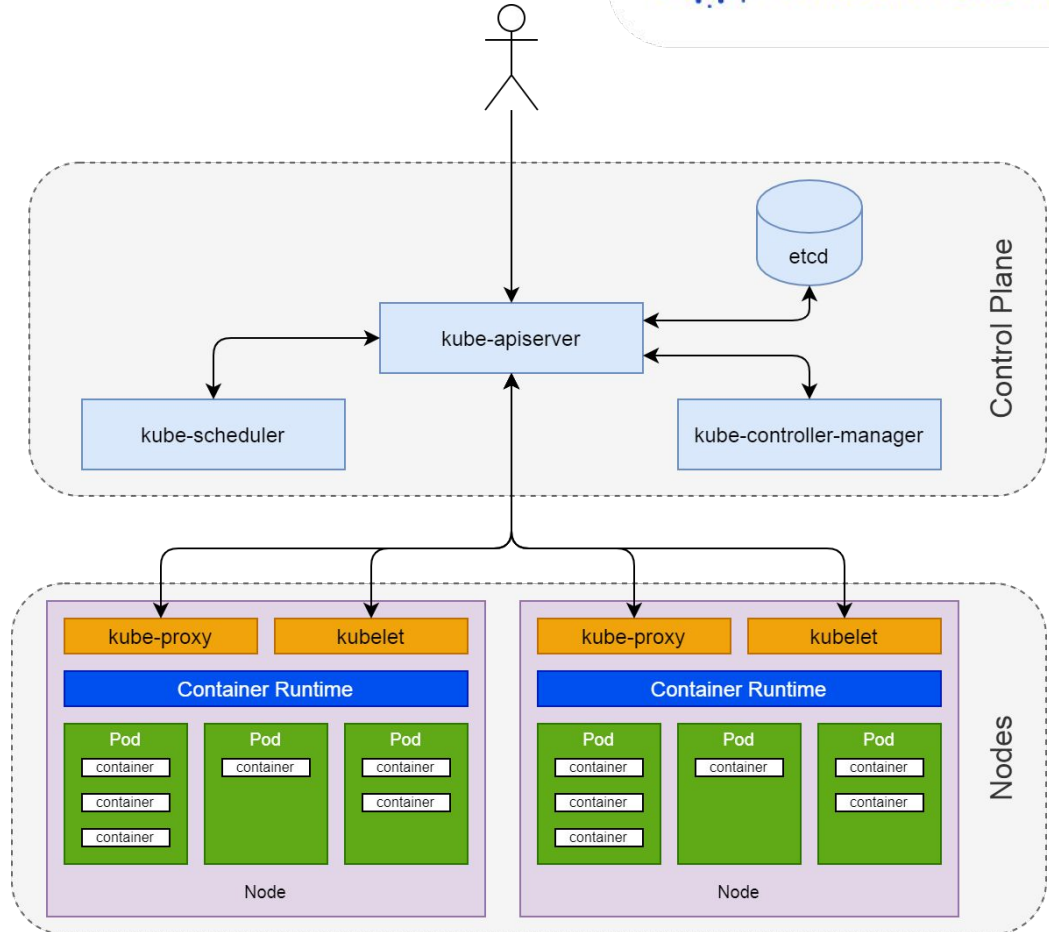 etcd
kube-apiserver
kube-scheduler
kube-controller-manager
Control Plane
kube-proxy
kubelet
kube-proxy
kubelet
Container Runtime
Container Runtime
Pod
Pod
Pod
Pod
Pod
Pod
container
container
container
container
container
container
container
container
container
container
container
container
Node
Node
Nodes